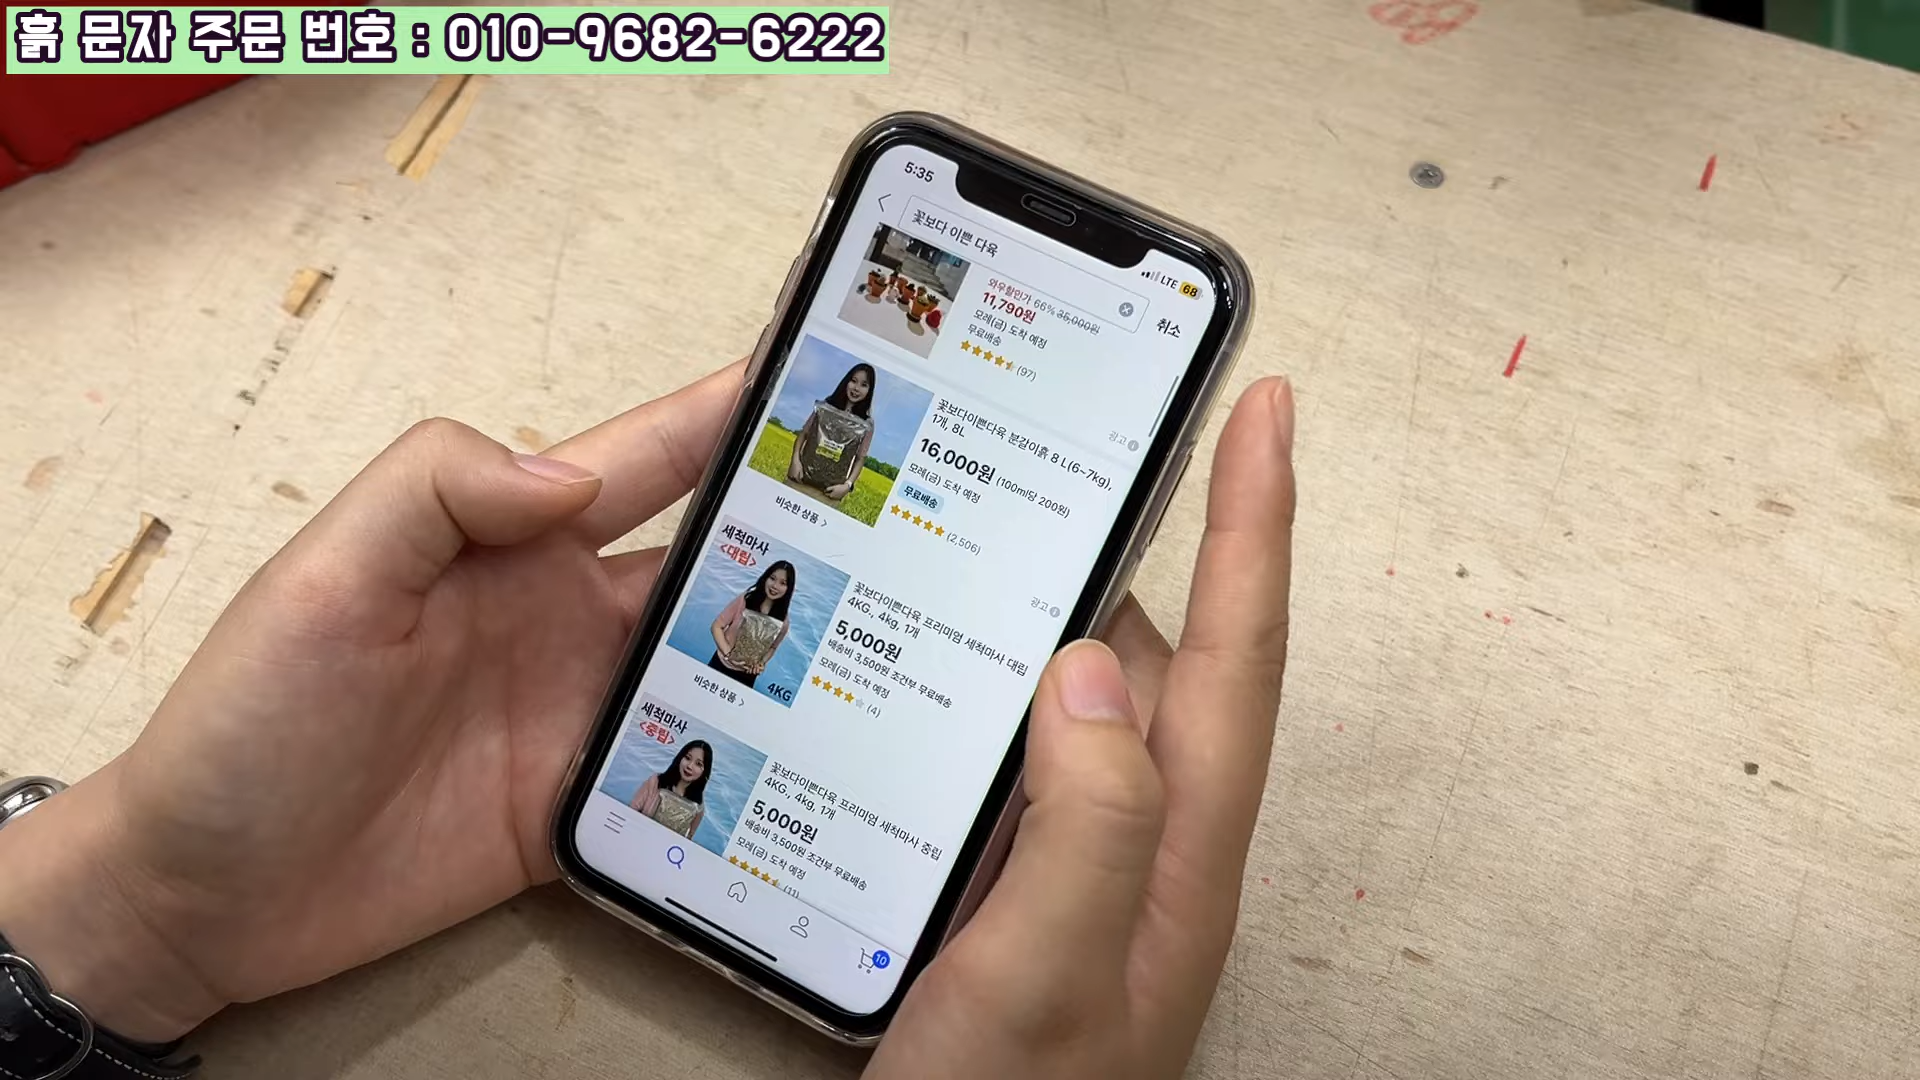 흙 문자 주문 번호 : 010-9682-6222
5:35
LTE 68
꽃보다 이쁜 다육
취소
와우할인가 66% 35,000원
11,790원
모레(금) 도착 예정
무료배송
(97)
광고
꽃보다이쁜다육 분갈이흙 8 L(6~7kg),
1개, 8L
16,000원 (100ml당 200원)
모레(금) 도착 예정
무료배송
(2,506)
비슷한 상품 >
세척마사
<대립>
4KG
광고
꽃보다이쁜다육 프리미엄 세척마사 대립
4KG., 4kg, 1개
5,000원
배송비 3,500원 조건부 무료배송
모레(금) 도착 예정
(4)
비슷한 상품 >
세척마사
<중립>
꽃보다이쁜다육 프리미엄 세척마사 중립
4KG., 4kg, 1개
5,000원
배송비 3,500원 조건부 무료배송
모레(금) 도착 예정
(11)
10